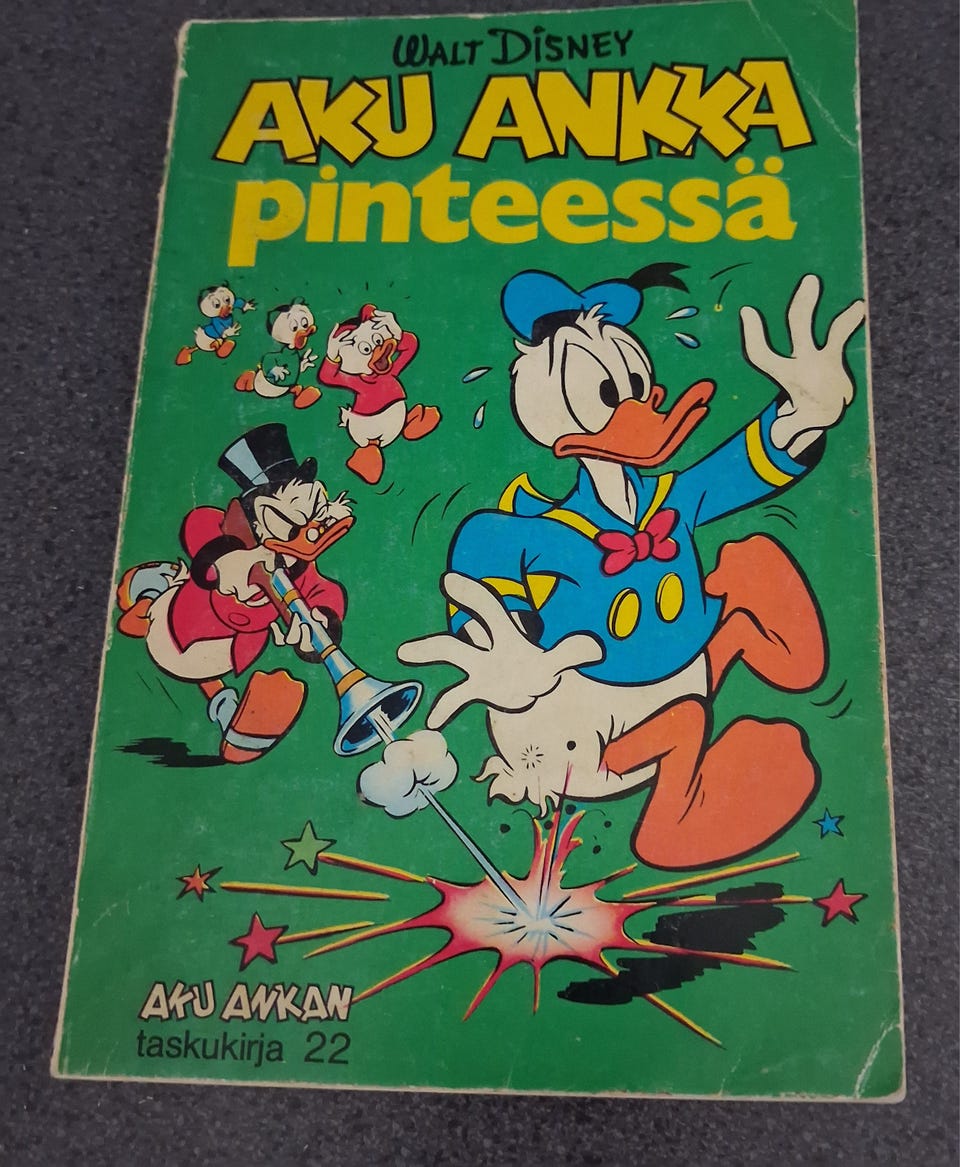 WALT DISNEY
AKU ANKKA
pinteessä
AKU ANKAN
taskukirja 22